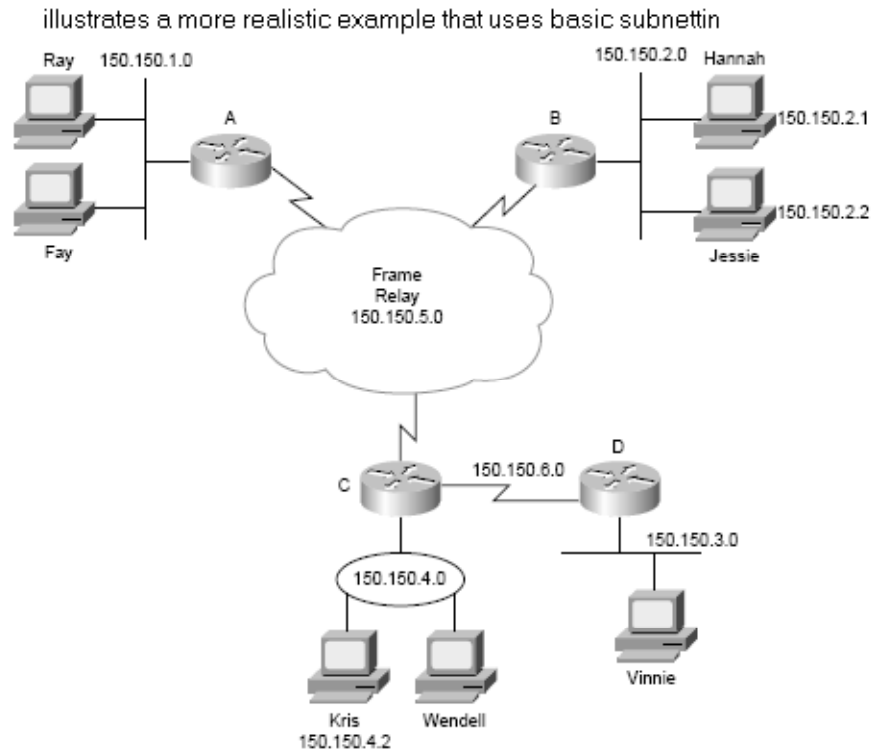 illustrates a more realistic example that uses basic subnettin
Ray
150.150.1.0
150.150.2.0
Hannah
A
B
150.150.2.1
150.150.2.2
Fay
Jessie
Frame
Relay
150.150.5.0
C
150.150.6.0
D
150.150.3.0
150.150.4.0
Vinnie
Kris
Wendell
150.150.4.2